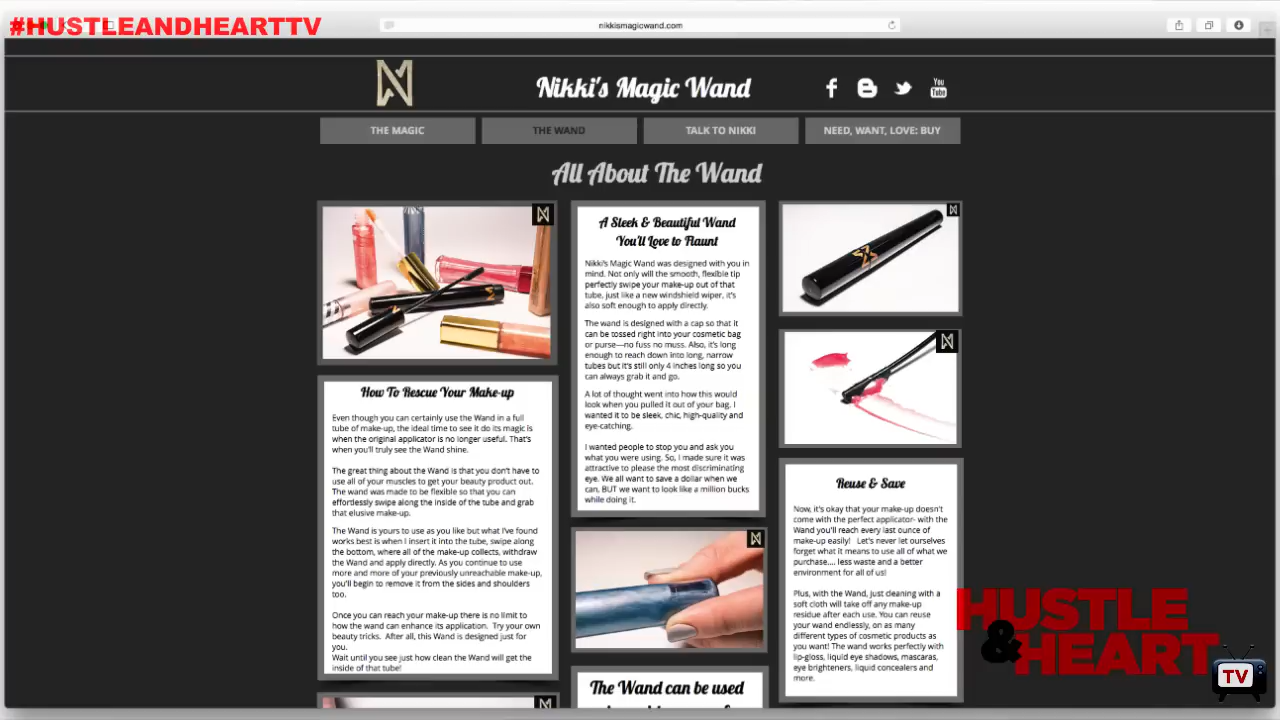 #HUSTLEANDHEARTTV
nikkismagicwand.com
Nikki's Magic Wand
You
Tube
THE MAGIC
THE WAND
TALK TO NIKKI
NEED, WANT, LOVE: BUY
All About The Wand
How To Rescue Your Make-up
Even though you can certainly use the Wand in a full
tube of make-up, the ideal time to see it do its magic is
when the original applicator is no longer useful. That's
when you'll truly see the Wand shine.
The great thing about the Wand is that you don't have to
use all of your muscles to get your beauty product out.
The wand was made to be flexible so that you can
effortlessly swipe along the inside of the tube and grab
that elusive make-up.
The Wand is yours to use as you like but what I've found
works best is when I insert it into the tube, swipe along
the bottom, where all of the make-up collects, withdraw
the Wand and apply directly. As you continue to use
more and more of your previously unreachable make-up,
you'll begin to remove it from the sides and shoulders
too.
Once you can reach your make-up there is no limit to
how the wand can enhance its application. Try your own
beauty tricks. After all, this Wand is designed just for
you.
Wait until you see just how clean the Wand will get the
inside of that tube!
A Sleek & Beautiful Wand
You'll Love to Flaunt
Nikki's Magic Wand was designed with you in
mind. Not only will the smooth, flexible tip
perfectly swipe your make-up out of that
tube, just like a new windshield wiper, it's
also soft enough to apply directly.
The wand is designed with a cap so that it
can be tossed right into your cosmetic bag
or purse—no fuss no muss. Also, it's long
enough to reach down into long, narrow
tubes but it's still only 4 inches long so you
can always grab it and go.
A lot of thought went into how this would
look when you pulled it out of your bag. I
wanted it to be sleek, chic, high-quality and
eye-catching.
I wanted people to stop you and ask you
what you were using. So, I made sure it was
attractive to please the most discriminating
eye. We all want to save a dollar when we
can, BUT we want to look like a million bucks
while doing it.
The Wand can be used
Reuse & Save
Now, it's okay that your make-up doesn't
come with the perfect applicator- with the
Wand you'll reach every last ounce of
make-up easily! Let's never let ourselves
forget what it means to use all of what we
purchase.... less waste and a better
environment for all of us!
Plus, with the Wand, just cleaning with a
soft cloth will take off any make-up
residue after each use. You can reuse
your wand endlessly, on as many
different types of cosmetic products as
you want! The wand works perfectly with
lip-gloss, liquid eye shadows, mascaras,
eye brighteners, liquid concealers and
more.
HUSTLE
&HEART
TV